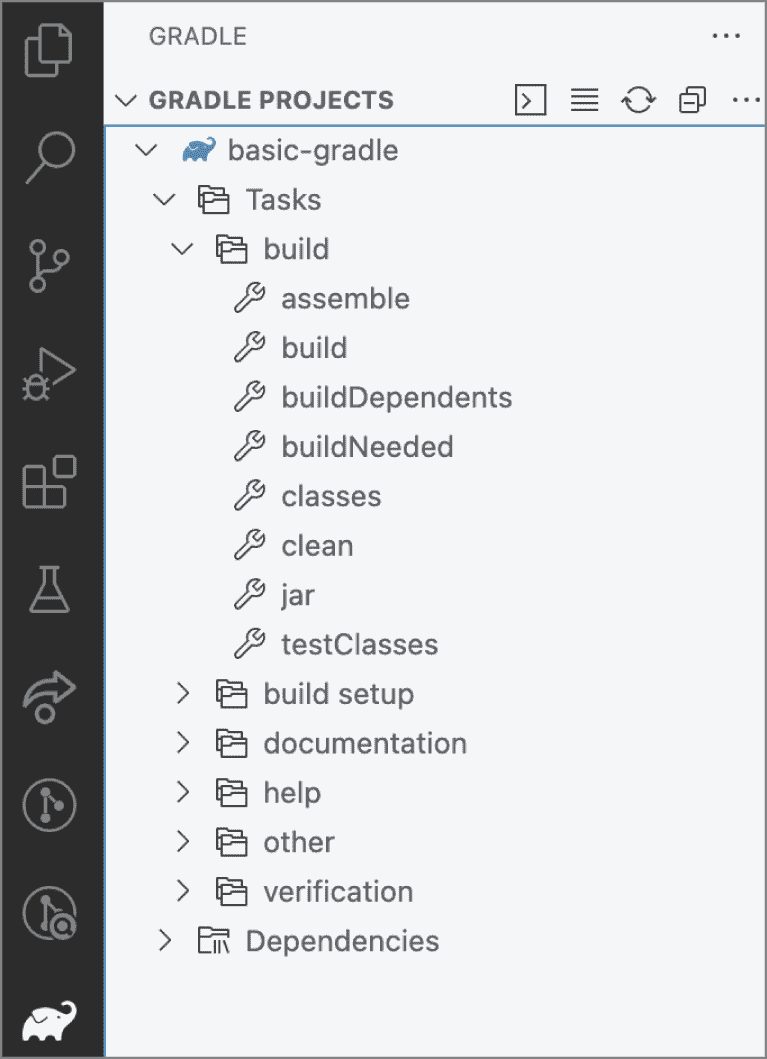 GRADLE
GRADLE PROJECTS
basic-gradle
Tasks
build
assemble
build
buildDependents
buildNeeded
classes
clean
jar
testClasses
build setup
documentation
help
other
verification
Dependencies